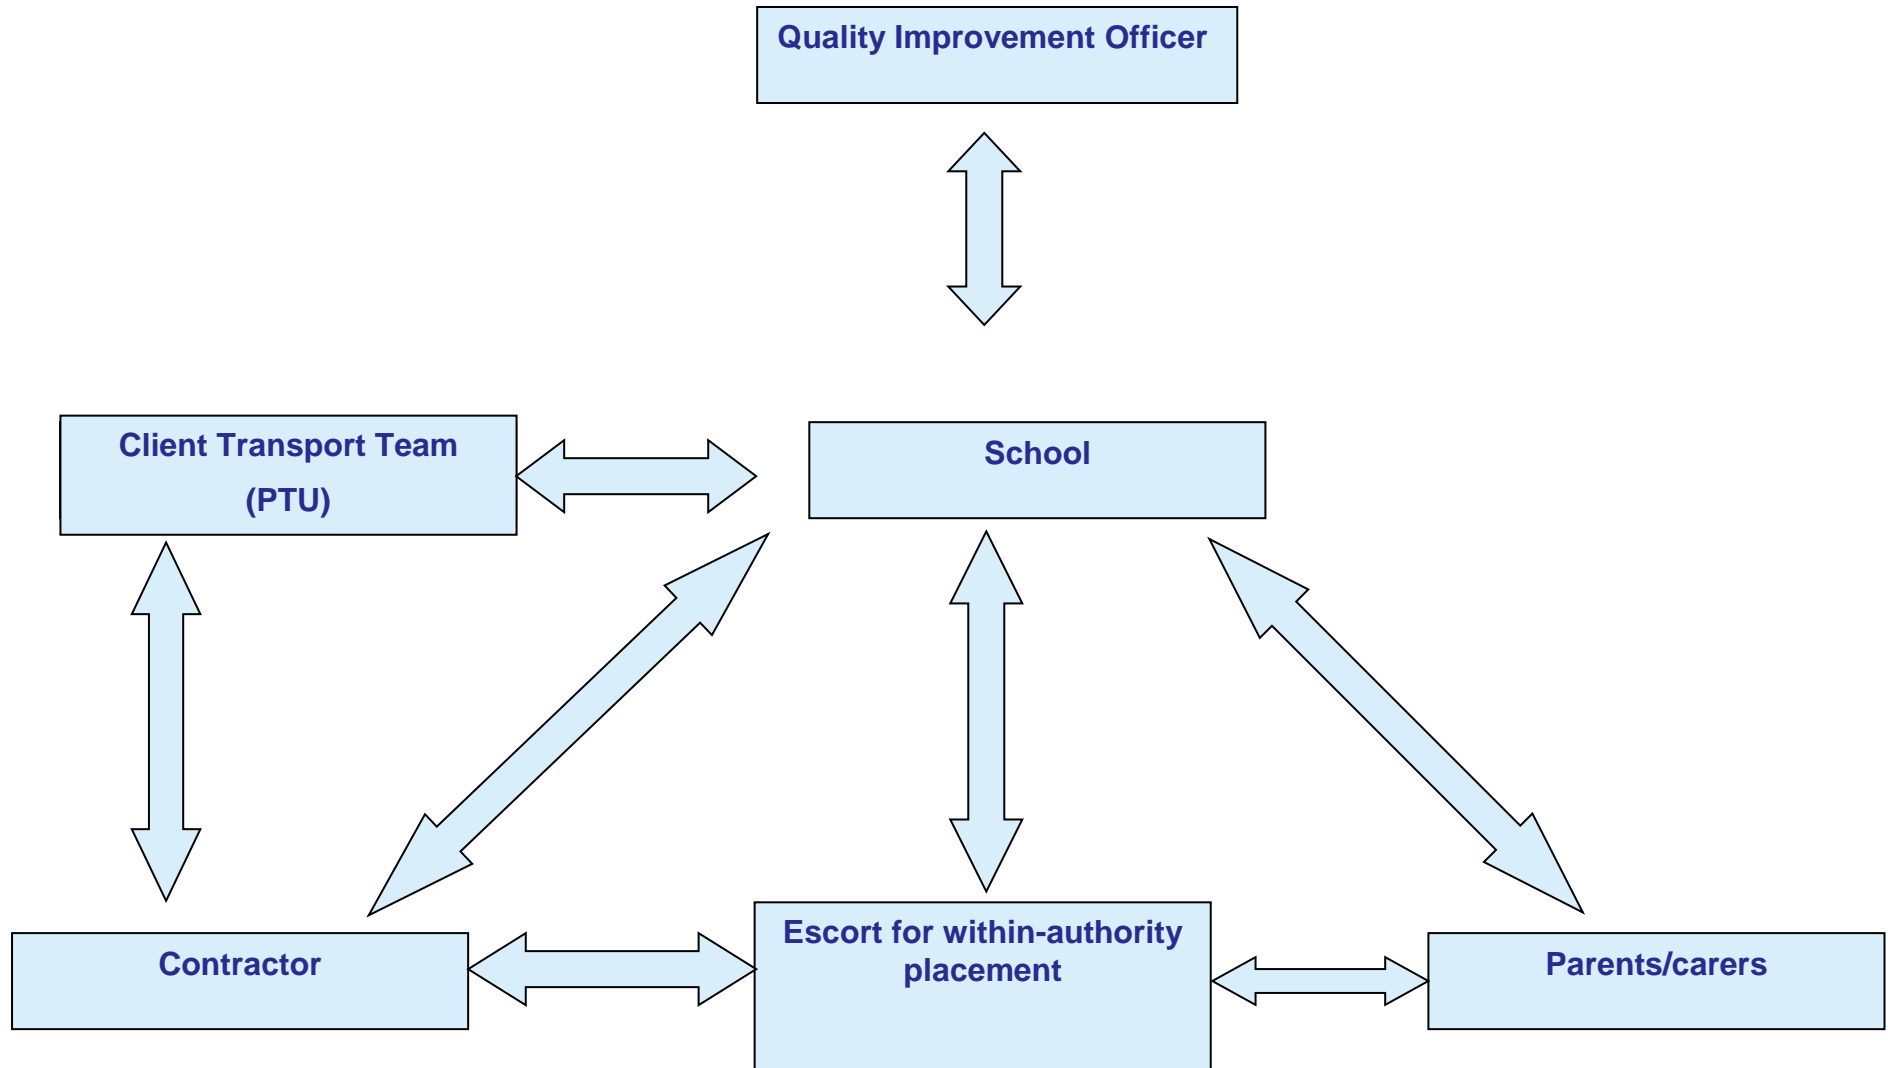 Quality Improvement Officer
Client Transport Team
(PTU)
School
Contractor
Escort for within-authority
placement
Parents/carers